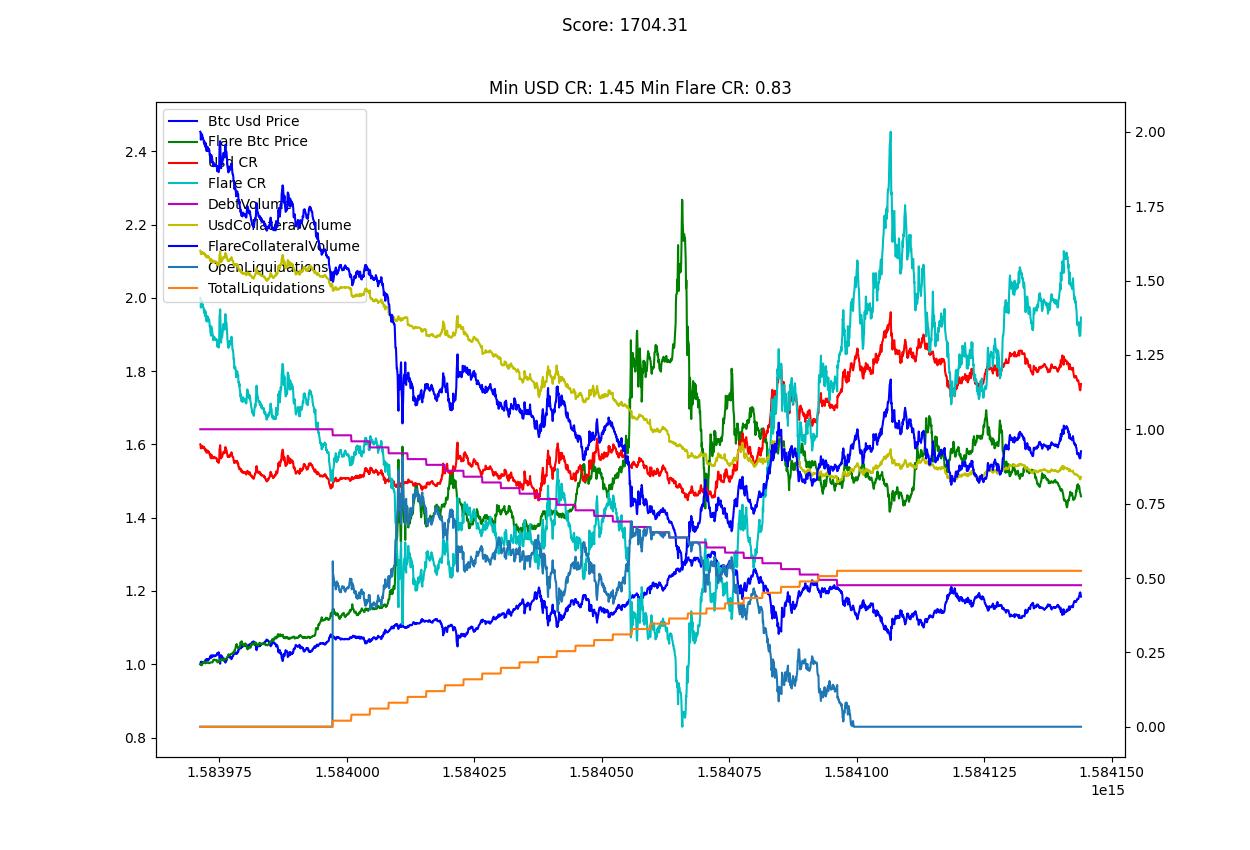 Score: 1704.31
Min USD CR: 1.45 Min Flare CR: 0.83
Btc Usd Price
Flare Btc Price
Usd CR
Flare CR
DebtVolume
UsdCollateralVolume
FlareCollateralVolume
OpenLiquidations
TotalLiquidations
2.4
2.2
2.0
1.8
1.6
1.4
1.2
1.0
0.8
2.00
1.75
1.50
1.25
1.00
0.75
0.50
0.25
0.00
1.583975 1.584000 1.584025 1.584050 1.584075 1.584100 1.584125 1.584150
1e15